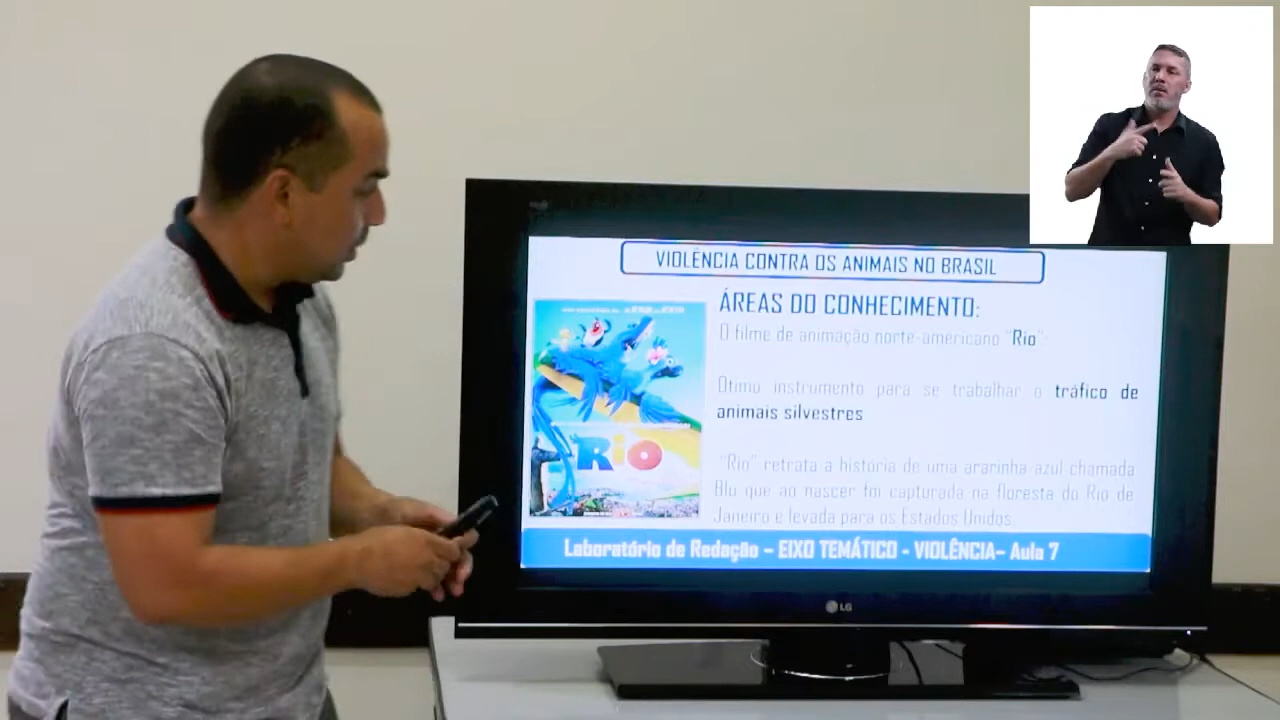 VIOLÊNCIA CONTRA OS ANIMAIS NO BRASIL
ÁREAS DO CONHECIMENTO:
O filme de animação norte-americano "Rio":
Ótimo instrumento para se trabalhar o tráfico de
animais silvestres
"Rio" retrata a história de uma ararinha azul chamada
Blu que ao nascer foi capturada na floresta do Rio de
Janeiro e levada para os Estados Unidos.
Rio
Laboratório de Redação – EIXO TEMÁTICO - VIOLÊNCIA– Aula 7
LG